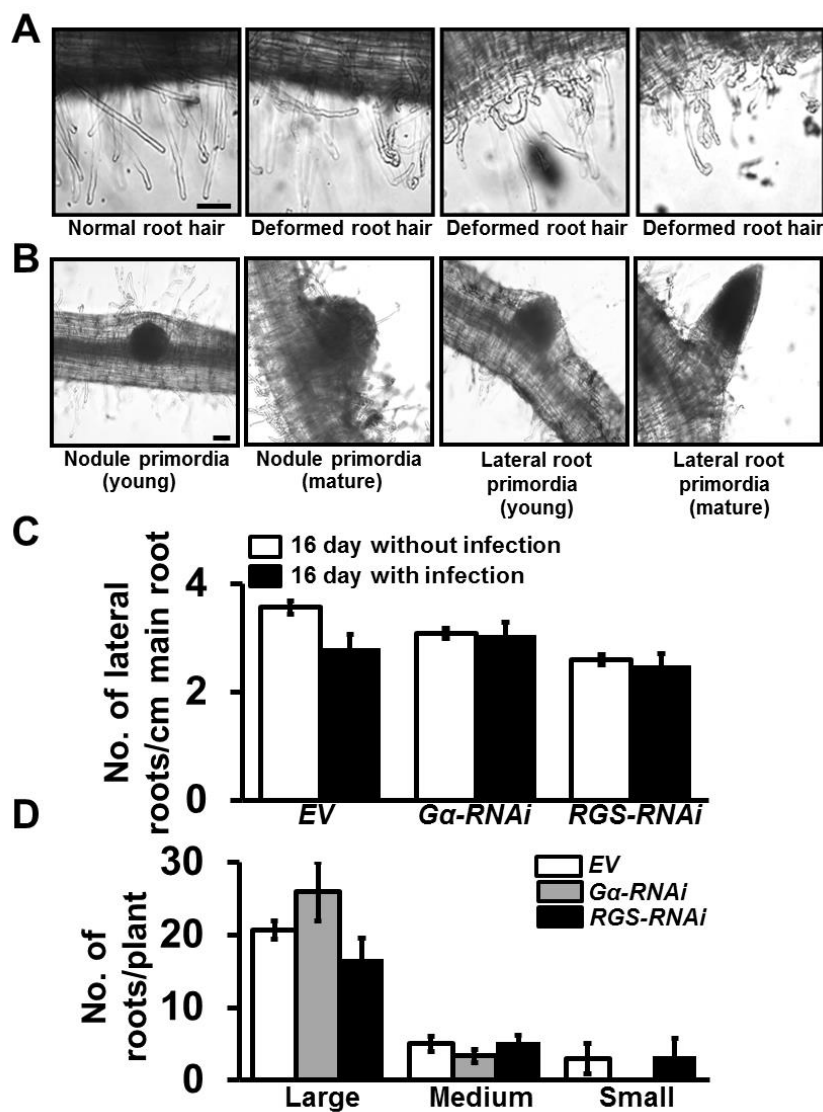 A
Normal root hair
Deformed root hair
Deformed root hair
Deformed root hair
B
Nodule primordia
(young)
Nodule primordia
(mature)
Lateral root
primordia
(young)
Lateral root
primordia
(mature)
C
16 day without infection
16 day with infection
No. of lateral
roots/cm main root
4
2
0
EV
Gα-RNAi
RGS-RNAi
D
No. of
roots/plant
30
20
10
0
EV
Gα-RNAi
RGS-RNAi
Large
Medium
Small